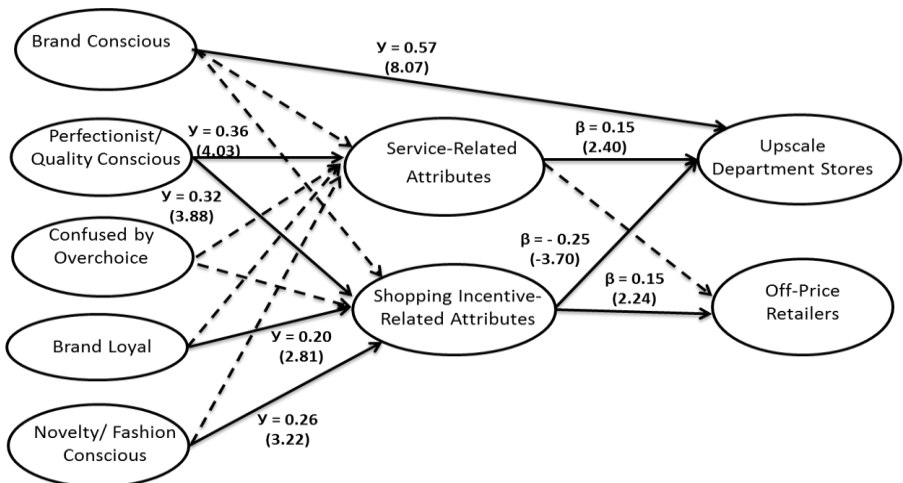 Brand Conscious
У = 0.57
(8.07)
Perfectionist/
Quality Conscious
У = 0.36
(4.03)
Service-Related
Attributes
β = 0.15
(2.40)
Upscale
Department Stores
У = 0.32
(3.88)
Confused by
Overchoice
β = - 0.25
(-3.70)
Shopping Incentive-
Related Attributes
β = 0.15
(2.24)
Off-Price
Retailers
Brand Loyal
У = 0.20
(2.81)
Novelty/ Fashion
Conscious
У = 0.26
(3.22)